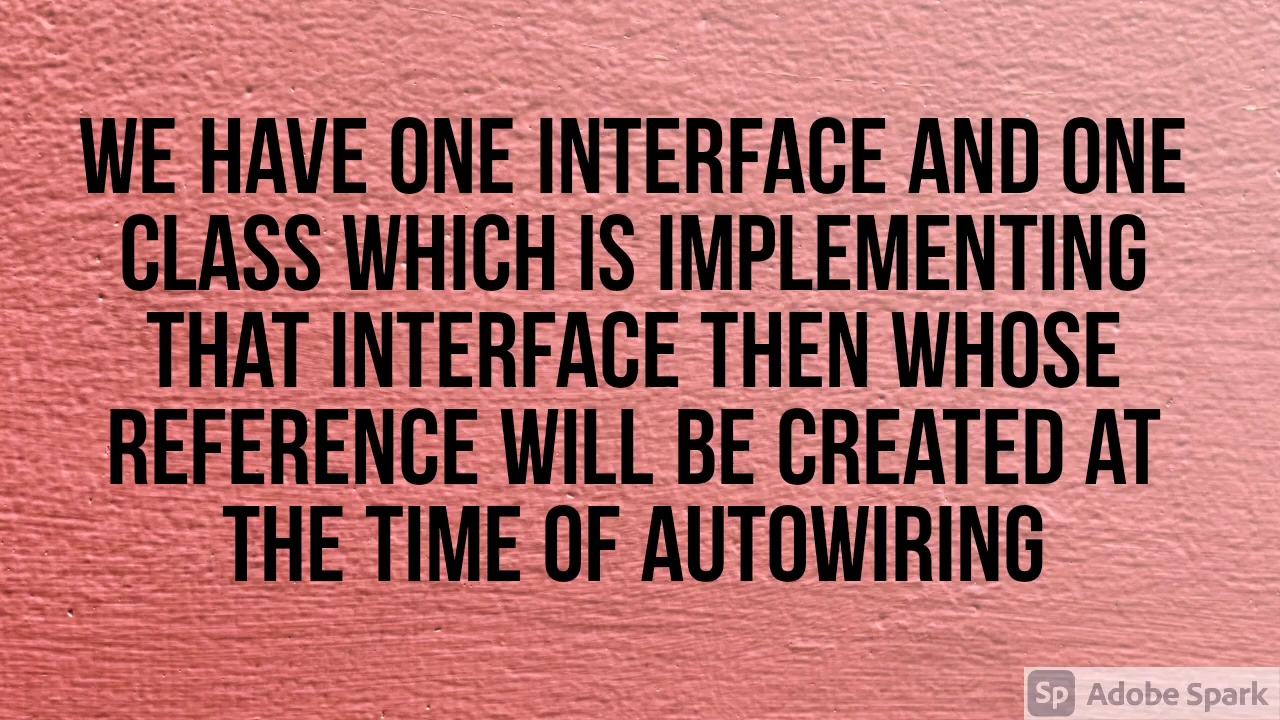 WE HAVE ONE INTERFACE AND ONE
CLASS WHICH IS IMPLEMENTING
THAT INTERFACE THEN WHOSE
REFERENCE WILL BE CREATED AT
THE TIME OF AUTOWIRING
Sp Adobe Spark